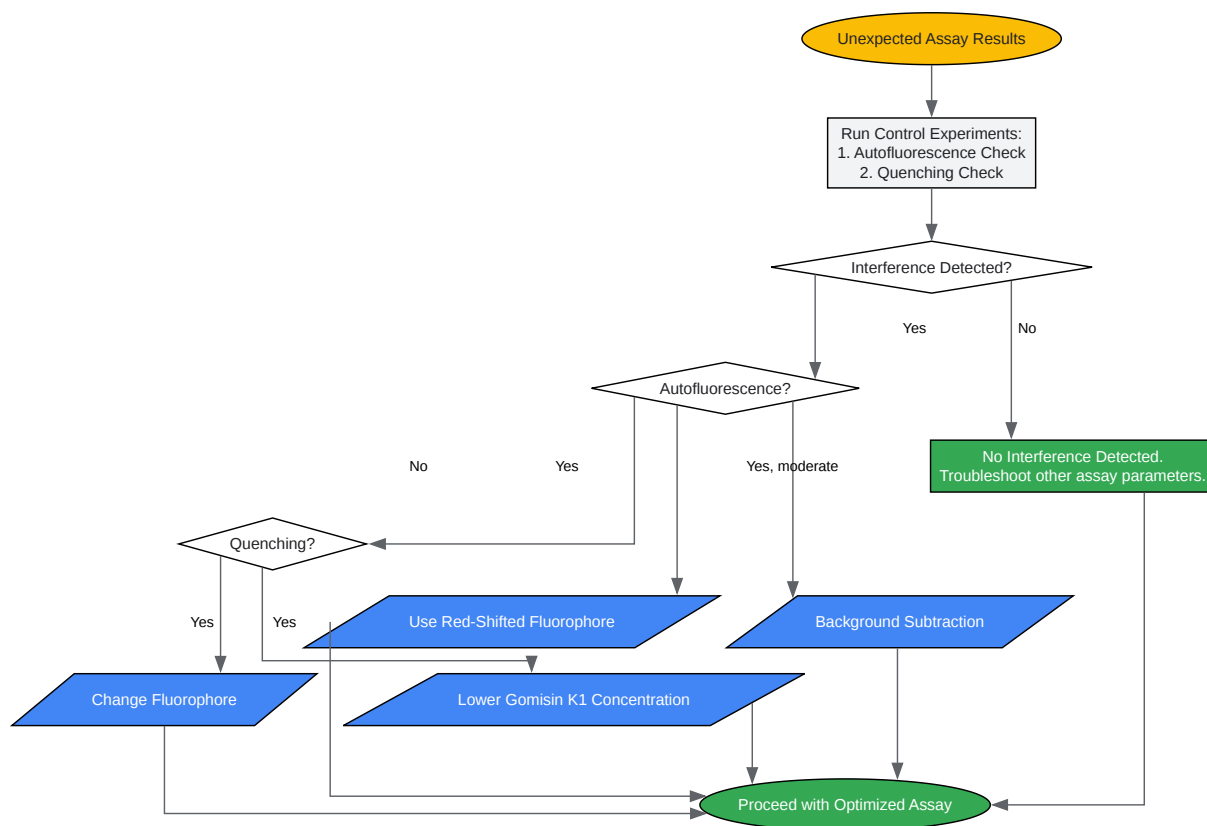 Unexpected Assay Results
Run Control Experiments:
1. Autofluorescence Check
2. Quenching Check
Interference Detected?
Yes
No
Autofluorescence?
No
Yes
Yes, moderate
No Interference Detected.
Troubleshoot other assay parameters.
Quenching?
Use Red-Shifted Fluorophore
Background Subtraction
Yes
Yes
Change Fluorophore
Lower Gomisin K1 Concentration
Proceed with Optimized Assay